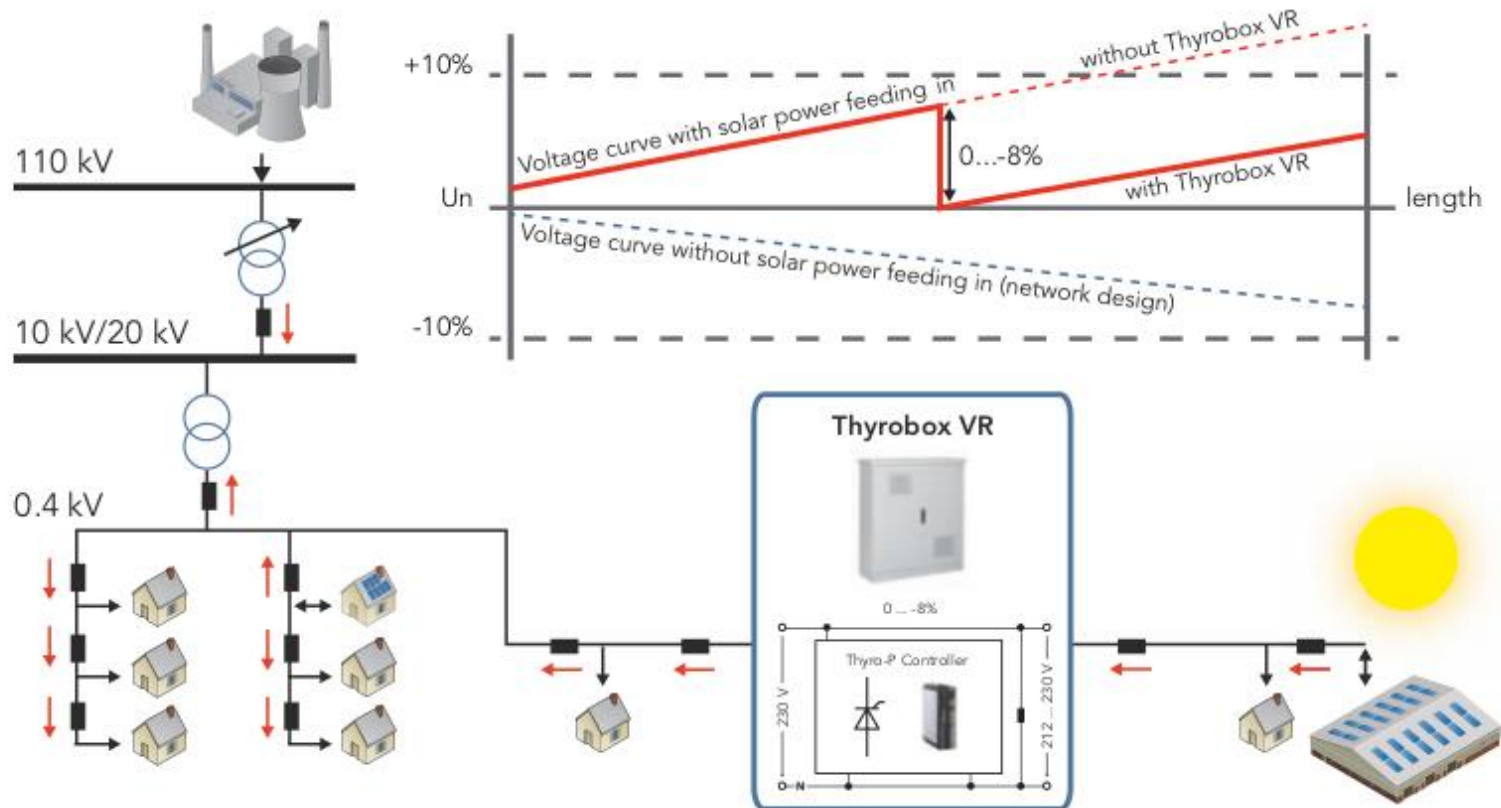 +10%
without Thyrobox VR
Voltage curve with solar power feeding in
0...-8%
110 kV
Un
with Thyrobox VR
length
Voltage curve without solar power feeding in (network design)
10 kV/20 kV
-10%
Thyrobox VR
0.4 kV
0 ... -8%
Thyro-P Controller
230 V
212 ... 230 V
N